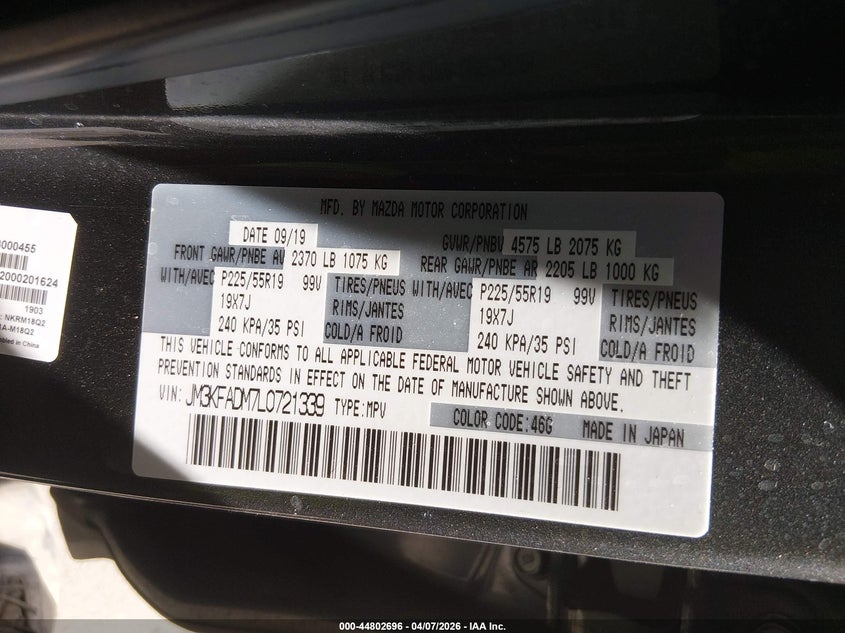 MFD. BY MAZDA MOTOR CORPORATION
DATE 09/19
GVWR/PNBV 4575 LB 2075 KG
FRONT GAWR/PNBE AV 2370 LB 1075 KG
REAR GAWR/PNBE AR 2205 LB 1000 KG
WITH/AVEC P225/55R19 99V TIRES/PNEUS WITH/AVEC P225/55R19 99V TIRES/PNEUS
19X7J RIMS/JANTES 19X7J RIMS/JANTES
240 KPA/35 PSI COLD/A FROID 240 KPA/35 PSI COLD/A FROID
THIS VEHICLE CONFORMS TO ALL APPLICABLE FEDERAL MOTOR VEHICLE SAFETY AND THEFT
PREVENTION STANDARDS IN EFFECT ON THE DATE OF MANUFACTURE SHOWN ABOVE.
VIN: JM3KFADM7L0721339 TYPE:MPV COLOR CODE:46G MADE IN JAPAN
000455
2000201624
1903
: NKRM18Q2
A-M18Q2
in China
000-44802696 - 04/07/2026 - IAA Inc.